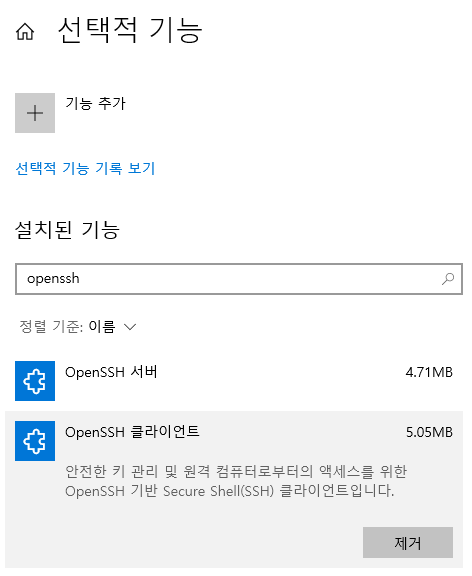 선택적 기능
기능 추가
선택적 기능 기록 보기
설치된 기능
openssh
정렬 기준: 이름
OpenSSH 서버 4.71MB
OpenSSH 클라이언트 5.05MB
안전한 키 관리 및 원격 컴퓨터로부터의 액세스를 위한
OpenSSH 기반 Secure Shell(SSH) 클라이언트입니다.
제거